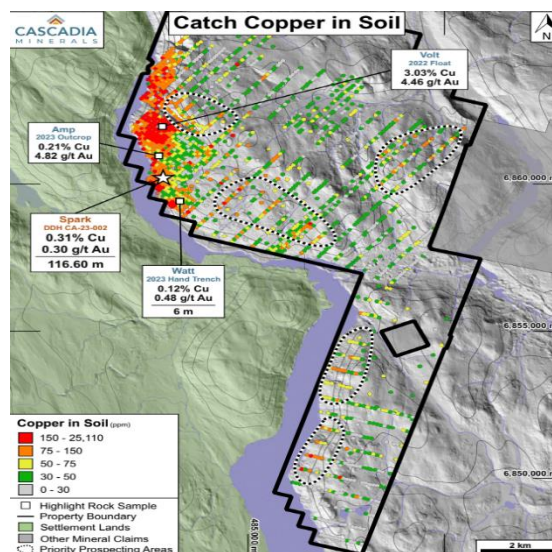 CASCADIA
MINERALS
Catch Copper in Soil
N
Volt
2022 Float
3.03% Cu
4.46 g/t Au
Amp
2023 Outcrop
0.21% Cu
4.82 g/t Au
6,860,000 m
Spark
DDH CA-23-002
0.31% Cu
0.30 g/t Au
116.60 m
Watt
2023 Hand Trench
0.12% Cu
0.48 g/t Au
6 m
6,855,000 m
Copper in Soil (ppm)
150 - 25,110
75 - 150
50 - 75
30 - 50
0 - 30
6,850,000 m
Highlight Rock Sample
Property Boundary
Settlement Lands
Other Mineral Claims
Priority Prospecting Areas
2 km